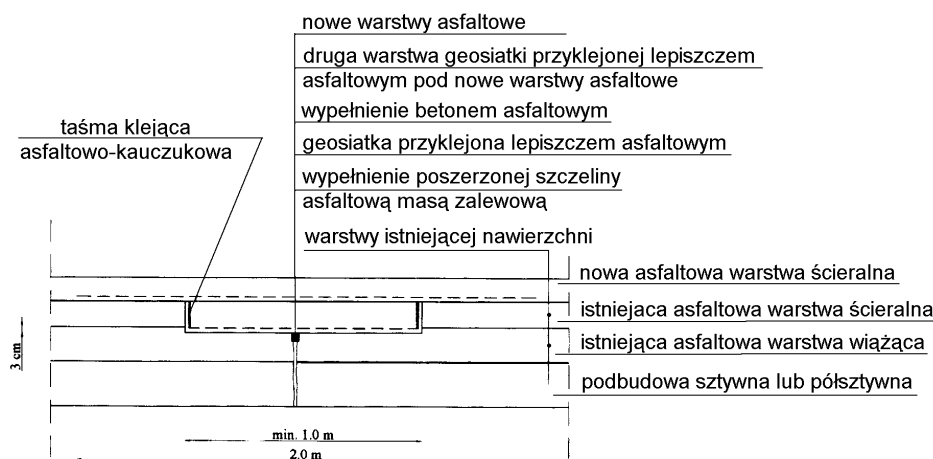 nowe warstwy asfaltowe
druga warstwa geosiatki przyklejonej lepiszczem
asfaltowym pod nowe warstwy asfaltowe
wypełnienie betonem asfaltowym
geosiatka przyklejona lepiszczem asfaltowym
wypełnienie poszerzonej szczeliny
asfaltową masą zalewową
warstwy istniejącej nawierzchni
taśma klejąca
asfaltowo-kauczukowa
nowa asfaltowa warstwa ścieralna
istniejaca asfaltowa warstwa ścieralna
istniejąca asfaltowa warstwa wiążąca
podbudowa sztywna lub półsztywna
3 cm
min. 1.0 m
2.0 m